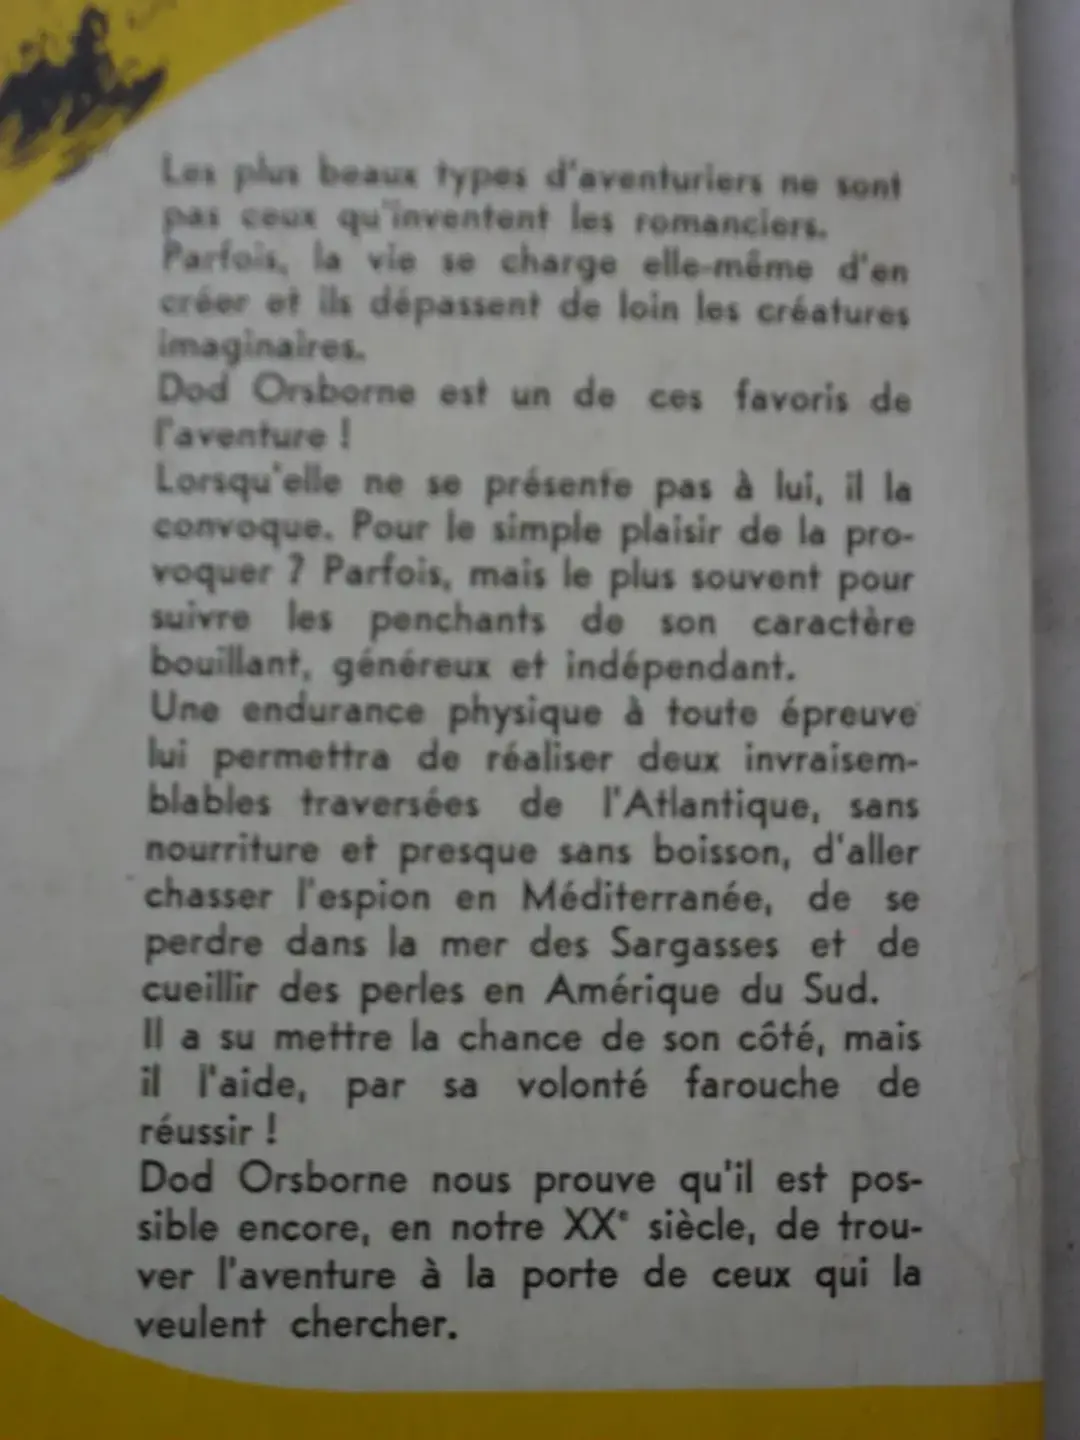 Les plus beaux types d'aventuriers ne sont
pas ceux qu'inventent les romanciers.
Parfois, la vie se charge elle-même d'en
créer et ils dépassent de loin les créatures
imaginaires.
Dod Orsborne est un de ces favoris de
l'aventure !
Lorsqu'elle ne se présente pas à lui, il la
convoque. Pour le simple plaisir de la pro-
voquer ? Parfois, mais le plus souvent pour
suivre les penchants de son caractère
bouillant, généreux et indépendant.
Une endurance physique à toute épreuve
lui permettra de réaliser deux invraisem-
blables traversées de l'Atlantique, sans
nourriture et presque sans boisson, d'aller
chasser l'espion en Méditerranée, de se
perdre dans la mer des Sargasses et de
cueillir des perles en Amérique du Sud.
Il a su mettre la chance de son côté, mais
il l'aide, par sa volonté farouche de
réussir !
Dod Orsborne nous prouve qu'il est pos-
sible encore, en notre XXe siècle, de trou-
ver l'aventure à la porte de ceux qui la
veulent chercher.